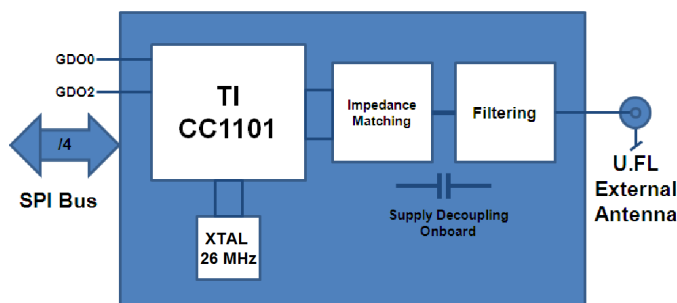 GDO0
GDO2
/4
SPI Bus
TI
CC1101
XTAL
26 MHz
Impedance
Matching
Filtering
Supply Decoupling
Onboard
U.FL
External
Antenna